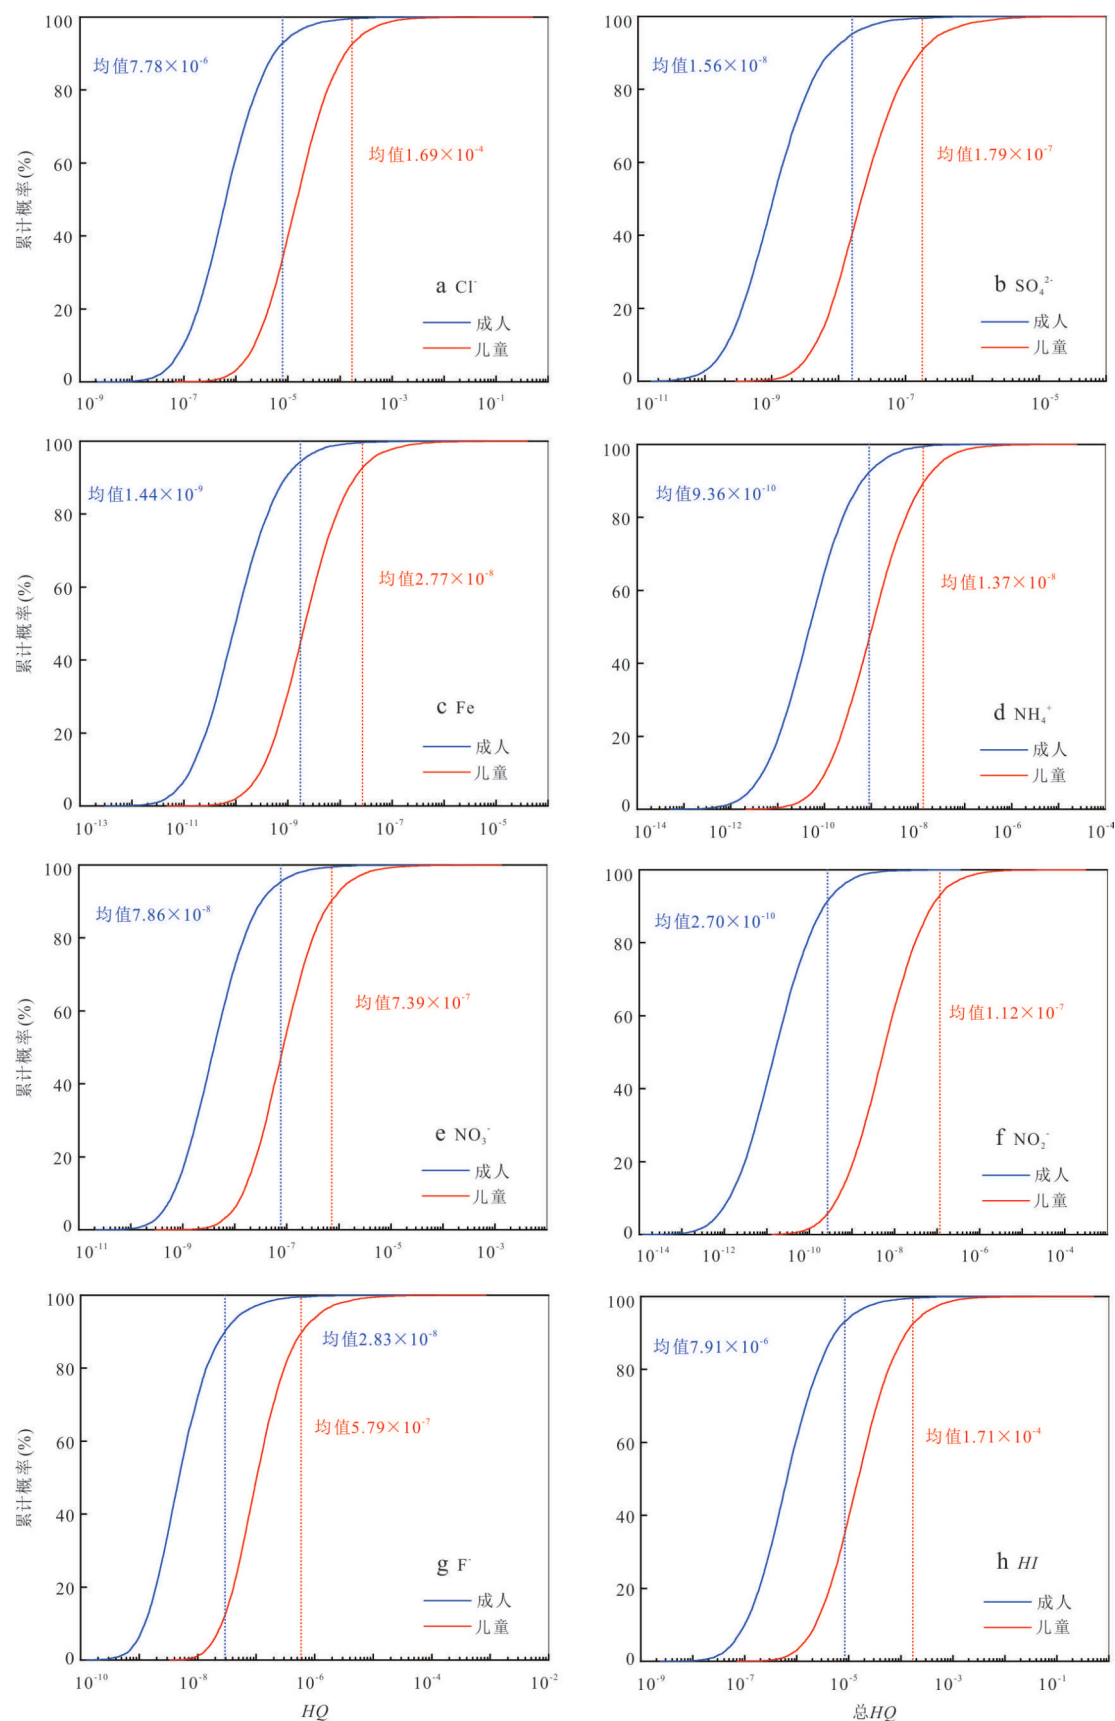 累计概率(%)
100
80
60
40
20
0
均值7.78×10⁻⁶
均值1.69×10⁻⁴
a Cl⁻
成人
儿童
10⁻⁹ 10⁻⁷ 10⁻⁵ 10⁻³ 10⁻¹
100
80
60
40
20
0
均值1.56×10⁻⁸
均值1.79×10⁻⁷
b SO₄²⁻
成人
儿童
10⁻¹¹ 10⁻⁹ 10⁻⁷ 10⁻⁵
累计概率(%)
100
80
60
40
20
0
均值1.44×10⁻⁹
均值2.77×10⁻⁸
c Fe
成人
儿童
10⁻¹³ 10⁻¹¹ 10⁻⁹ 10⁻⁷ 10⁻⁵
100
80
60
40
20
0
均值9.36×10⁻¹⁰
均值1.37×10⁻⁸
d NH₄⁺
成人
儿童
10⁻¹⁴ 10⁻¹² 10⁻¹⁰ 10⁻⁸ 10⁻⁶ 10⁻⁴
累计概率(%)
100
80
60
40
20
0
均值7.86×10⁻⁸
均值7.39×10⁻⁷
e NO₃⁻
成人
儿童
10⁻¹¹ 10⁻⁹ 10⁻⁷ 10⁻⁵ 10⁻³
100
80
60
40
20
0
均值2.70×10⁻¹⁰
均值1.12×10⁻⁷
f NO₂⁻
成人
儿童
10⁻¹⁴ 10⁻¹² 10⁻¹⁰ 10⁻⁸ 10⁻⁶ 10⁻⁴
累计概率(%)
100
80
60
40
20
0
均值2.83×10⁻⁸
均值5.79×10⁻⁷
g F⁻
成人
儿童
10⁻¹⁰ 10⁻⁸ 10⁻⁶ 10⁻⁴ 10⁻²
HQ
100
80
60
40
20
0
均值7.91×10⁻⁶
均值1.71×10⁻⁴
h HI
成人
儿童
10⁻⁹ 10⁻⁷ 10⁻⁵ 10⁻³ 10⁻¹
总HQ